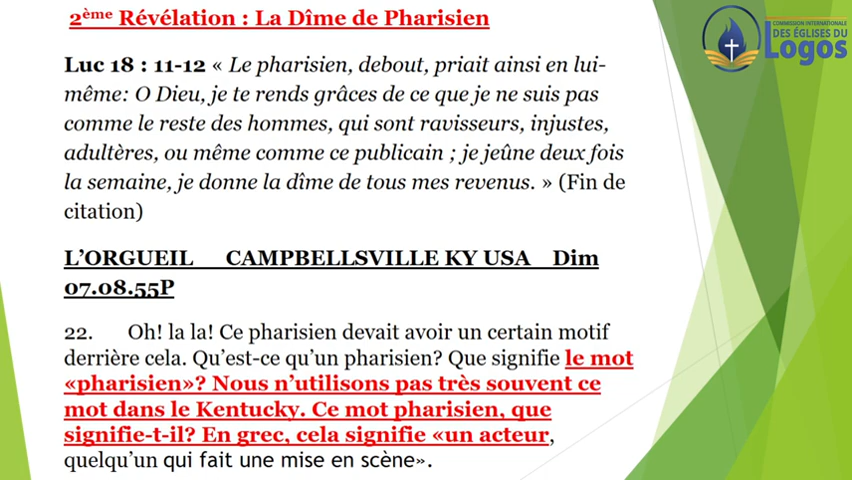 2ème Révélation : La Dîme de Pharisien
COMMISSION INTERNATIONALE
DES ÉGLISES DU
Logos
Luc 18 : 11-12 « Le pharisien, debout, priait ainsi en lui-
même: O Dieu, je te rends grâces de ce que je ne suis pas
comme le reste des hommes, qui sont ravisseurs, injustes,
adultères, ou même comme ce publicain ; je jeûne deux fois
la semaine, je donne la dîme de tous mes revenus. » (Fin de
citation)
L’ORGUEIL CAMPBELLSVILLE KY USA Dim
07.08.55P
22. Oh! la la! Ce pharisien devait avoir un certain motif
derrière cela. Qu’est-ce qu’un pharisien? Que signifie le mot
«pharisien»? Nous n’utilisons pas très souvent ce
mot dans le Kentucky. Ce mot pharisien, que
signifie-t-il? En grec, cela signifie «un acteur,
quelqu’un qui fait une mise en scène».